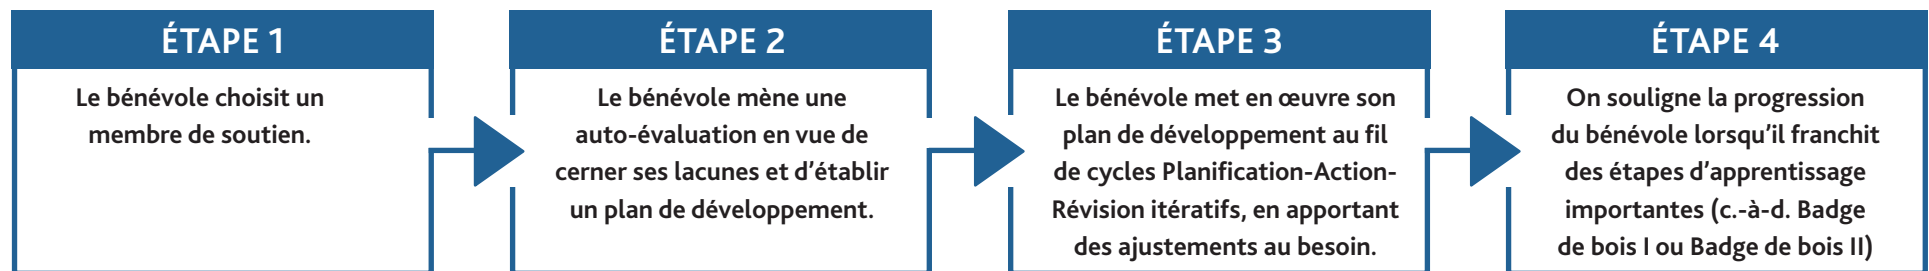 ÉTAPE 1
Le bénévole choisit un
membre de soutien.
ÉTAPE 2
Le bénévole mène une
auto-évaluation en vue de
cerner ses lacunes et d’établir
un plan de développement.
ÉTAPE 3
Le bénévole met en œuvre son
plan de développement au fil
de cycles Planification-Action-
Révision itératifs, en apportant
des ajustements au besoin.
ÉTAPE 4
On souligne la progression
du bénévole lorsqu’il franchit
des étapes d’apprentissage
importantes (c.-à-d. Badge
de bois I ou Badge de bois II)